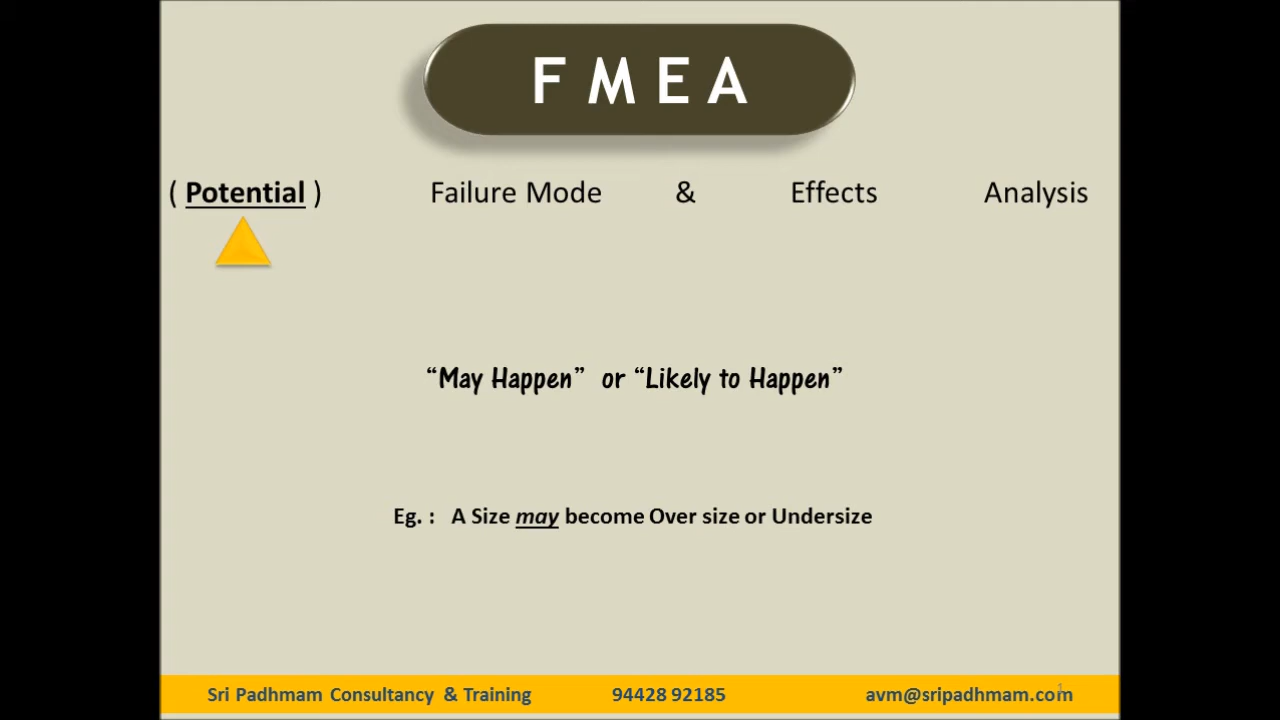 F M E A
( Potential ) Failure Mode & Effects Analysis
“May Happen” or “Likely to Happen”
Eg. : A Size may become Over size or Undersize
Sri Padhmam Consultancy & Training 94428 92185 avm@sripadhmam.com
1